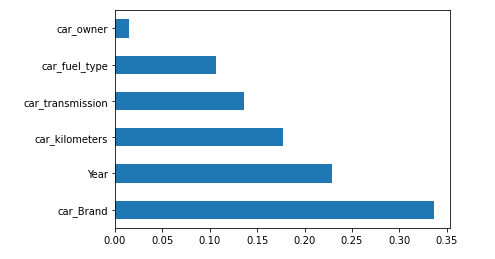 car_owner
car_fuel_type
car_transmission
car_kilometers
Year
car_Brand
0.00 0.05 0.10 0.15 0.20 0.25 0.30 0.35